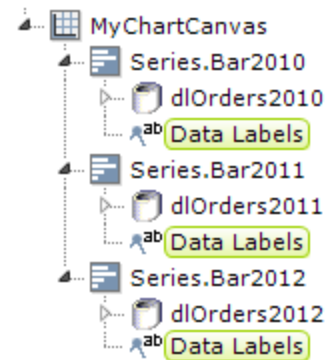 MyChartCanvas
Series.Bar2010
dlOrders2010
ab Data Labels
Series.Bar2011
dlOrders2011
ab Data Labels
Series.Bar2012
dlOrders2012
ab Data Labels